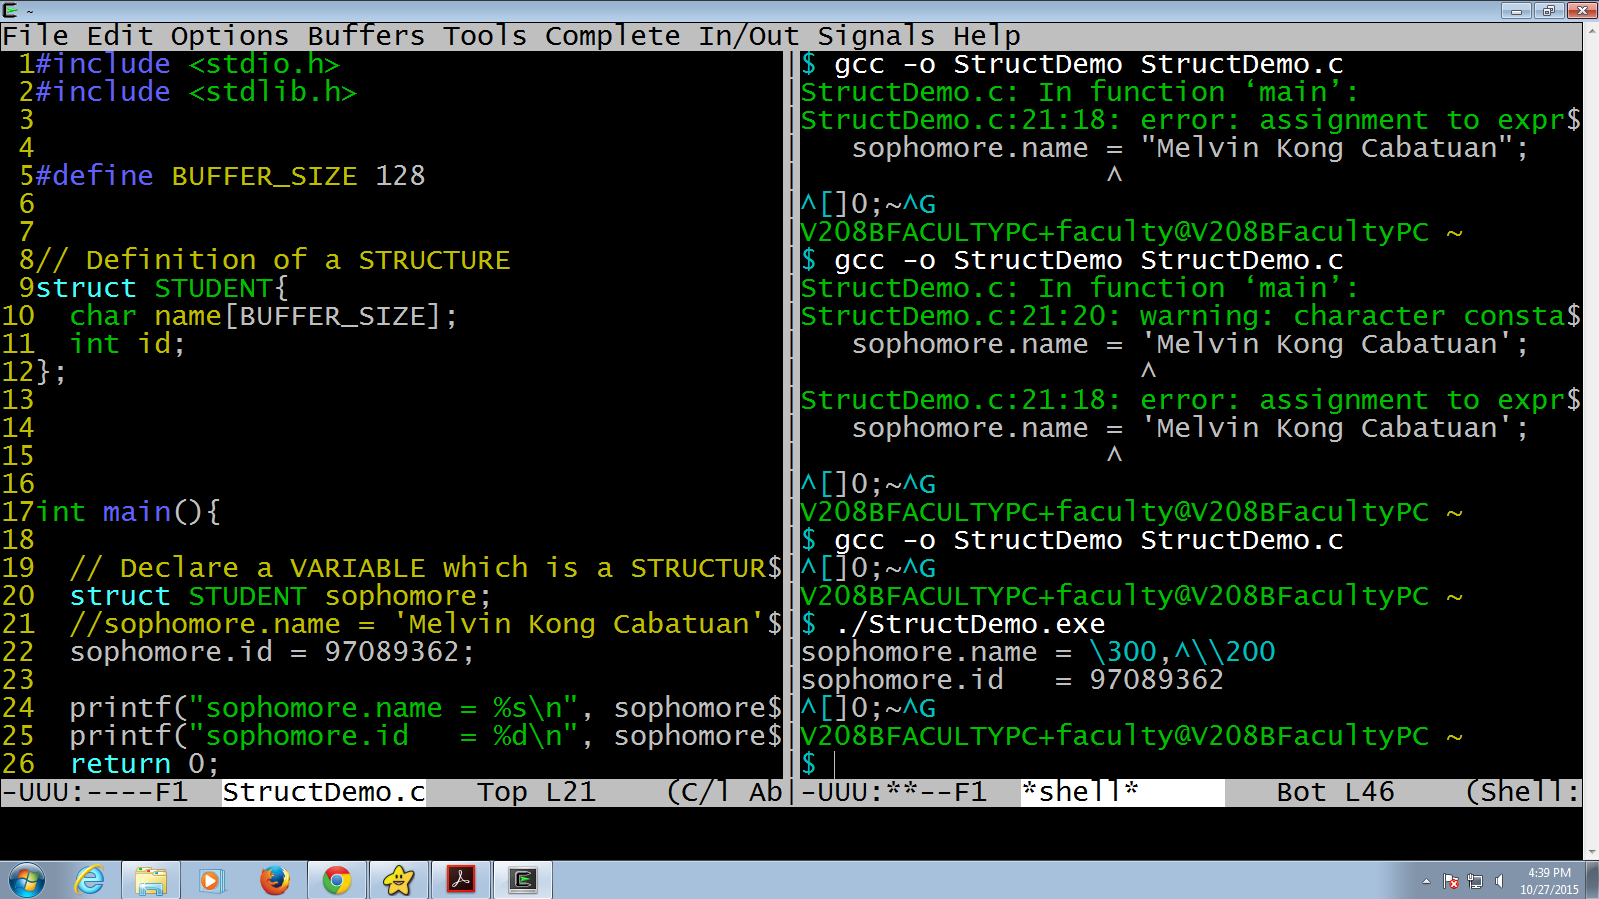 ~
File Edit Options Buffers Tools Complete In/Out Signals Help
1#include <stdio.h>
2#include <stdlib.h>
3
4
5#define BUFFER_SIZE 128
6
7
8// Definition of a STRUCTURE
9struct STUDENT{
10  char name[BUFFER_SIZE];
11  int id;
12};
13
14
15
16
17int main(){
18
19  // Declare a VARIABLE which is a STRUCTUR$
20  struct STUDENT sophomore;
21  //sophomore.name = 'Melvin Kong Cabatuan'$
22  sophomore.id = 97089362;
23
24  printf("sophomore.name = %s\n", sophomore$
25  printf("sophomore.id   = %d\n", sophomore$
26  return 0;
-UUU:----F1  StructDemo.c   Top L21    (C/l Ab
$ gcc -o StructDemo StructDemo.c
StructDemo.c: In function ‘main’:
StructDemo.c:21:18: error: assignment to expr$
   sophomore.name = "Melvin Kong Cabatuan";
                  ^
^[]0;~^G
V208BFACULTYPC+faculty@V208BFacultyPC ~
$ gcc -o StructDemo StructDemo.c
StructDemo.c: In function ‘main’:
StructDemo.c:21:20: warning: character consta$
   sophomore.name = 'Melvin Kong Cabatuan';
                    ^
StructDemo.c:21:18: error: assignment to expr$
   sophomore.name = 'Melvin Kong Cabatuan';
                  ^
^[]0;~^G
V208BFACULTYPC+faculty@V208BFacultyPC ~
$ gcc -o StructDemo StructDemo.c
^[]0;~^G
V208BFACULTYPC+faculty@V208BFacultyPC ~
$ ./StructDemo.exe
sophomore.name = \300,^\\200
sophomore.id   = 97089362
^[]0;~^G
V208BFACULTYPC+faculty@V208BFacultyPC ~
$
-UUU:**--F1  *shell*        Bot L46    (Shell:
4:39 PM
10/27/2015